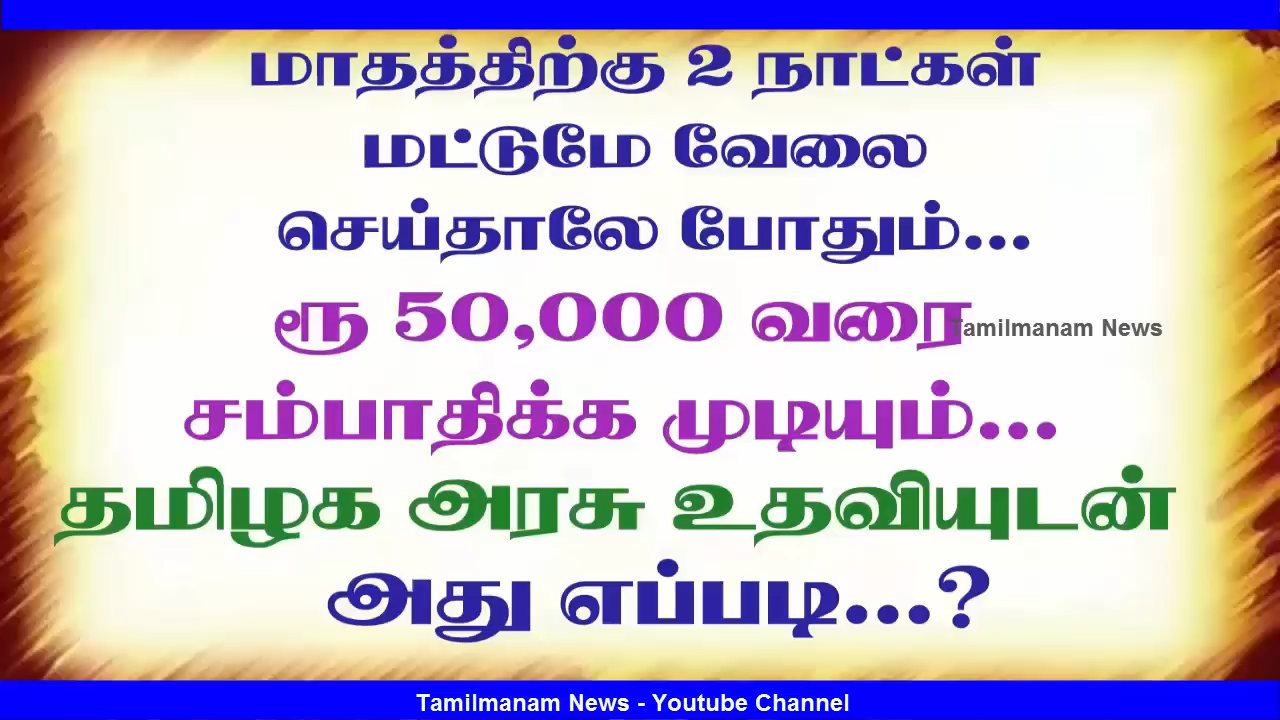 மாதத்திற்கு 2 நாட்கள்
மட்டுமே வேலை
செய்தாலே போதும்...
ரூ 50,000 வரை
Tamilmanam News
சம்பாதிக்க முடியும்...
தமிழக அரசு உதவியுடன்
அது எப்படி...?
Tamilmanam News - Youtube Channel